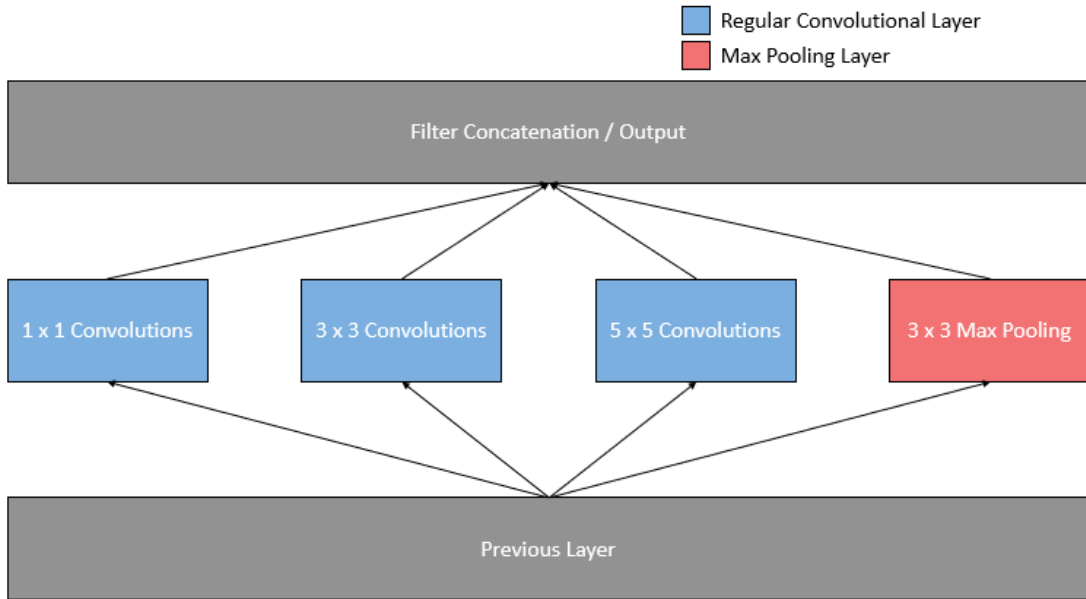 Regular Convolutional Layer
Max Pooling Layer
Filter Concatenation / Output
1 x 1 Convolutions
3 x 3 Convolutions
5 x 5 Convolutions
3 x 3 Max Pooling
Previous Layer